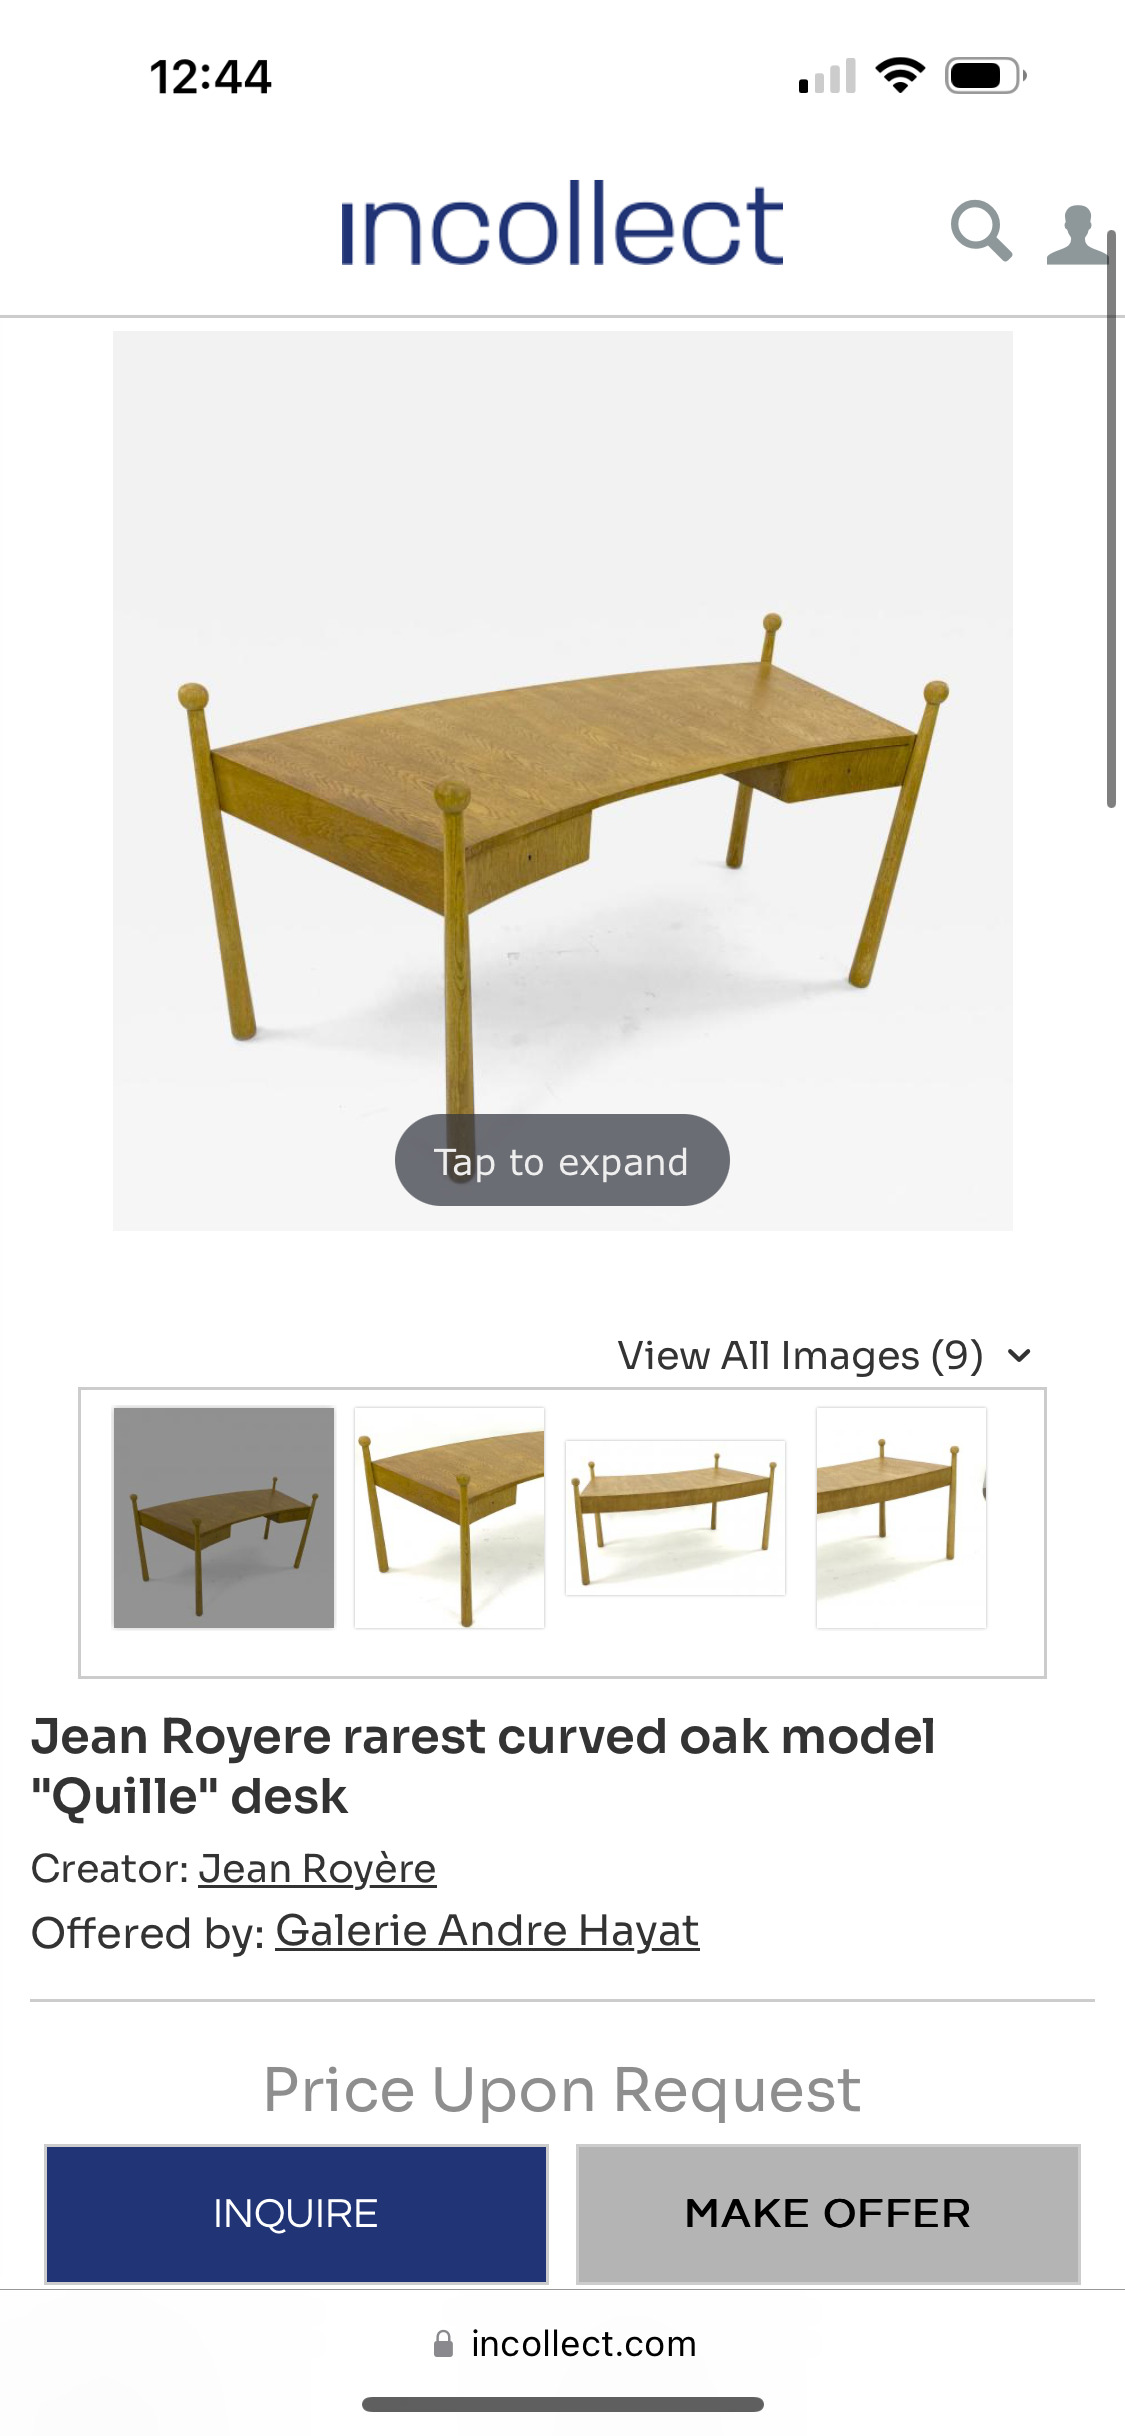 12:44
incollect
Tap to expand
View All Images (9)
Jean Royere rarest curved oak model
"Quille" desk
Creator: Jean Royère
Offered by: Galerie Andre Hayat
Price Upon Request
INQUIRE
MAKE OFFER
incollect.com